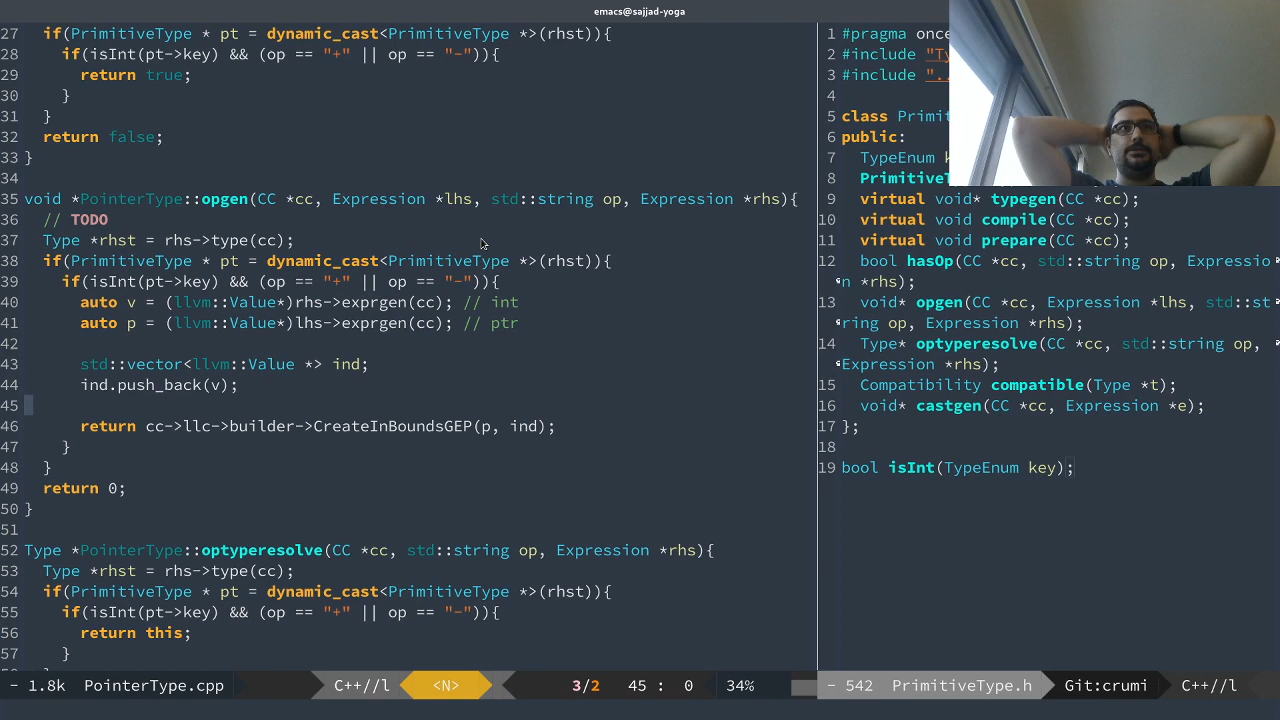 emacs@sajjad-yoga
27 if(PrimitiveType * pt = dynamic_cast<PrimitiveType *>(rhst)){
28 if(isInt(pt->key) && (op == "+" || op == "-")){
29 return true;
30 }
31 }
32 return false;
33 }
34
35 void *PointerType::opgen(CC *cc, Expression *lhs, std::string op, Expression *rhs){
36 // TODO
37 Type *rhst = rhs->type(cc);
38 if(PrimitiveType * pt = dynamic_cast<PrimitiveType *>(rhst)){
39 if(isInt(pt->key) && (op == "+" || op == "-")){
40 auto v = (llvm::Value*)rhs->exprgen(cc); // int
41 auto p = (llvm::Value*)lhs->exprgen(cc); // ptr
42
43 std::vector<llvm::Value *> ind;
44 ind.push_back(v);
45
46 return cc->llc->builder->CreateInBoundsGEP(p, ind);
47 }
48 }
49 return 0;
50 }
51
52 Type *PointerType::optyperesolve(CC *cc, std::string op, Expression *rhs){
53 Type *rhst = rhs->type(cc);
54 if(PrimitiveType * pt = dynamic_cast<PrimitiveType *>(rhst)){
55 if(isInt(pt->key) && (op == "+" || op == "-")){
56 return this;
57 }
- 1.8k PointerType.cpp C++//l <N> 3/2 45 : 0 34%
1 #pragma once
2 #include
3 #include
4
5 class
6 public:
7 TypeEnum
8
9 virtual void* typegen(CC *cc);
10 virtual void compile(CC *cc);
11 virtual void prepare(CC *cc);
12 bool hasOp(CC *cc, std::string op, Expressio
n *rhs);
13 void* opgen(CC *cc, Expression *lhs, std::st
ring op, Expression *rhs);
14 Type* optyperesolve(CC *cc, std::string op,
Expression *rhs);
15 Compatibility compatible(Type *t);
16 void* castgen(CC *cc, Expression *e);
17 };
18
19 bool isInt(TypeEnum key);
- 542 PrimitiveType.h Git:crumi C++//l